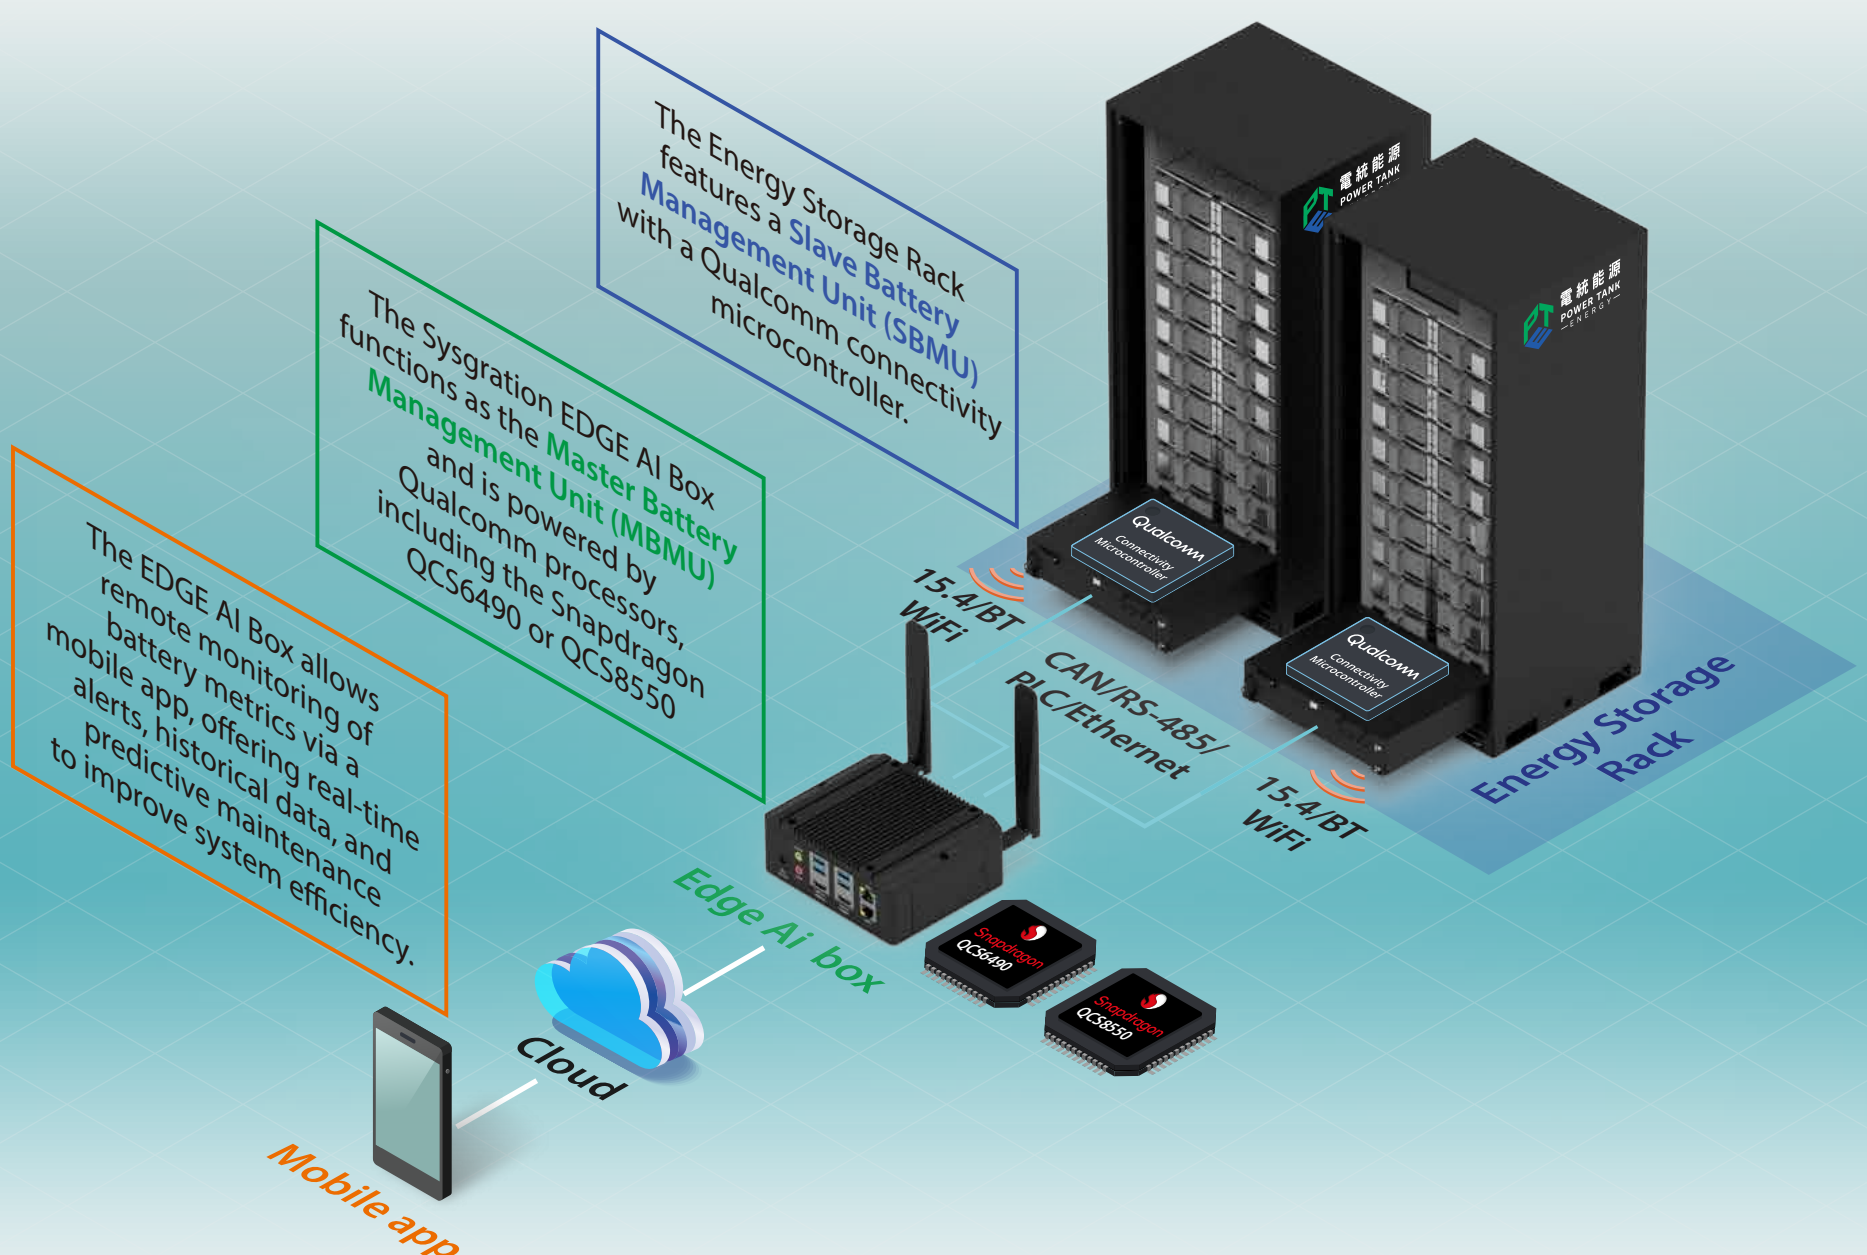 The Energy Storage Rack
features a Slave Battery
Management Unit (SBMU)
with a Qualcomm connectivity
microcontroller.
The Sysgration EDGE AI Box
functions as the Master Battery
Management Unit (MBMU)
and is powered by
Qualcomm processors,
including the Snapdragon
QCS6490 or QCS8550
The EDGE AI Box allows
remote monitoring of
battery metrics via a
mobile app, offering real-time
alerts, historical data, and
predictive maintenance
to improve system efficiency.
電統能源
POWER TANK
電統能源
POWER TANK
ENERGY
Qualcomm
Connectivity
Microcontroller
Qualcomm
Connectivity
Microcontroller
15.4/BT
WiFi
CAN/RS-485/
PLC/Ethernet
15.4/BT
WiFi
Energy Storage
Rack
Edge Ai box
Snapdragon
QCS6490
Snapdragon
QCS8550
Cloud
Mobile app